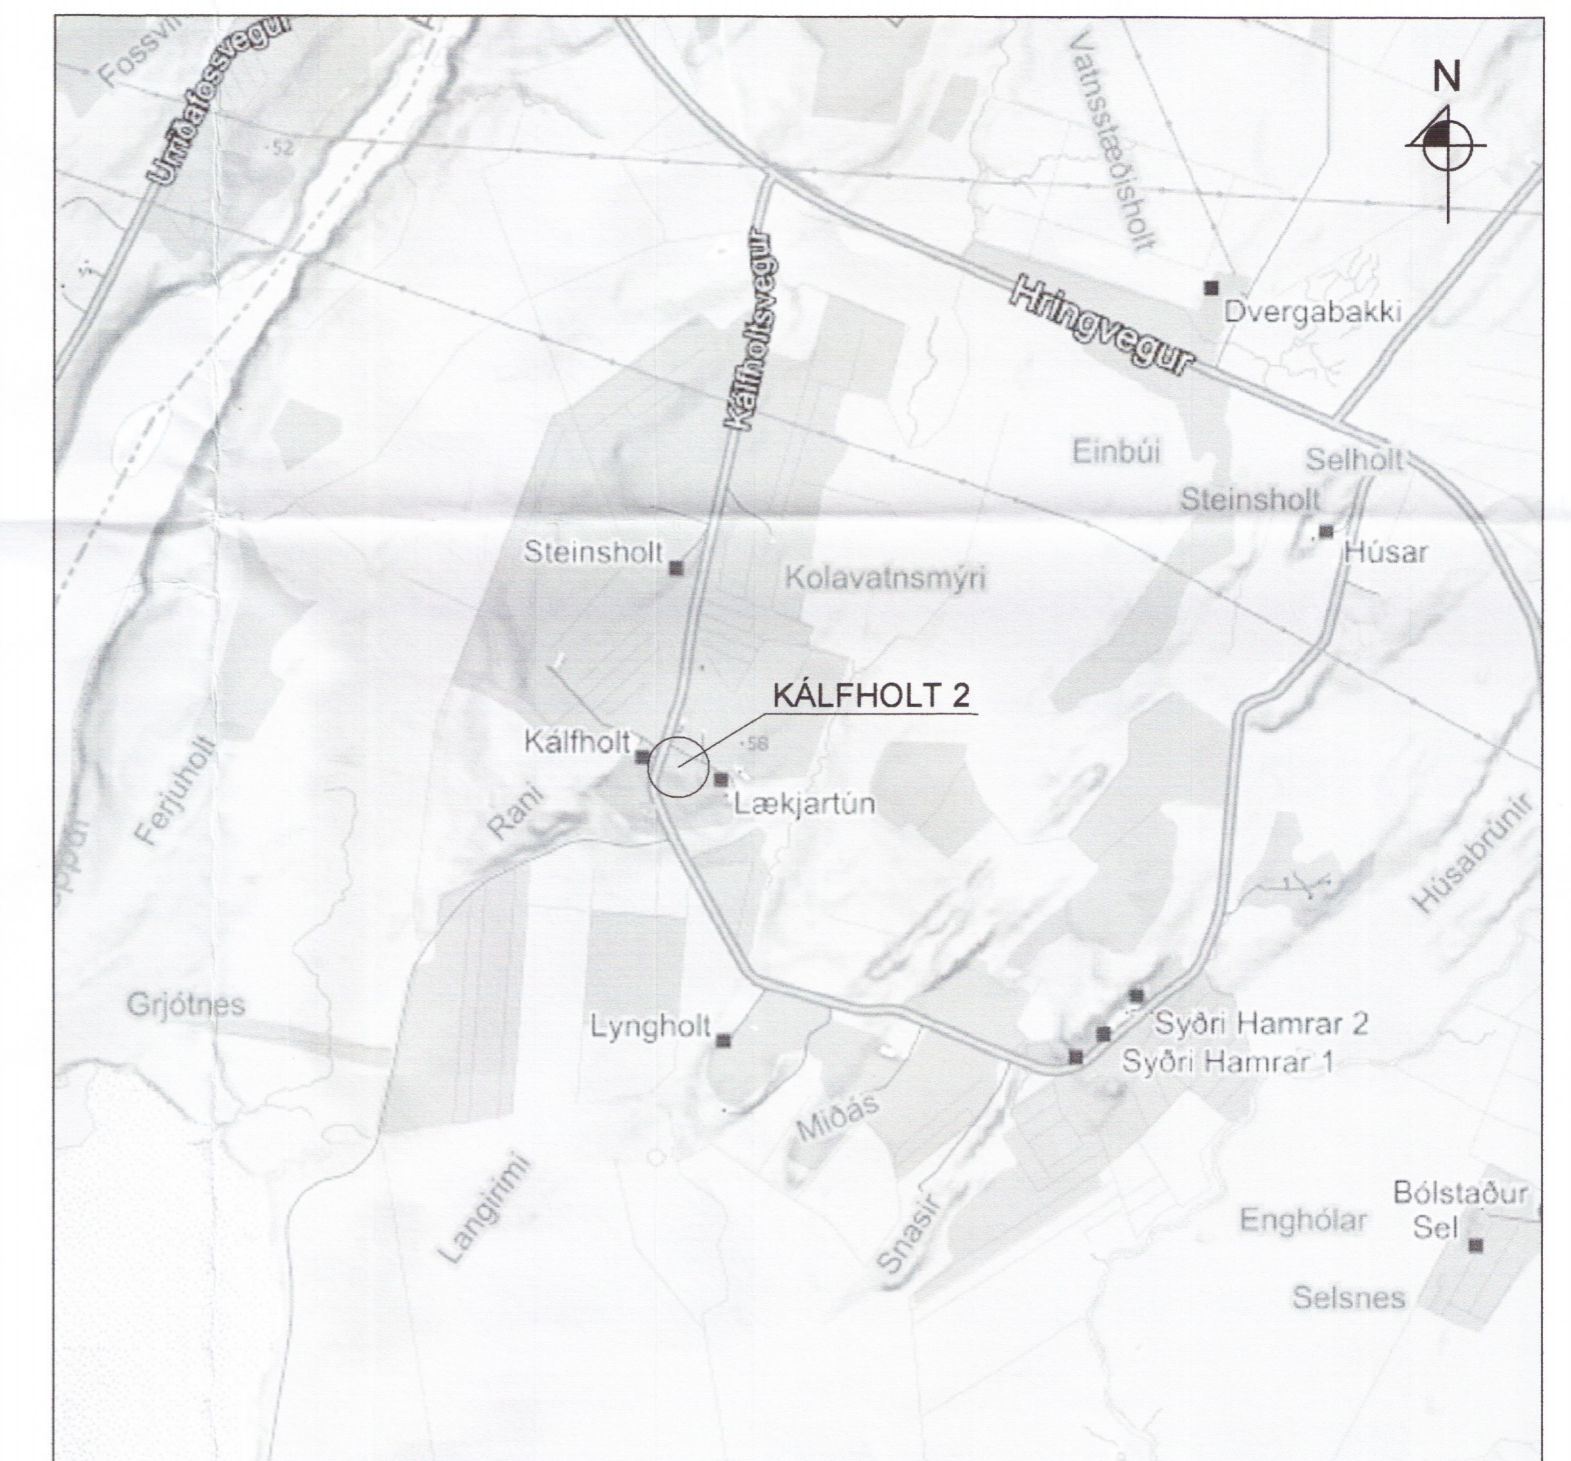 Urriðafossvegur
N
52
Vatnsstæðisholt
Dvergabakki
Hringvegur
Kálfholtsvegur
Einbúi
Selholt
Steinsholt
Húsar
Steinsholt
Kolavatnsmýri
KÁLFHOLT 2
Kálfholt
58
Lækjartún
Ferjuholt
Rani
Húsabrúnir
Grjótnes
Lyngholt
Syðri Hamrar 2
Syðri Hamrar 1
Miðás
Langirimi
Snasir
Bólstaður
Sel
Enghólar
Selsnes